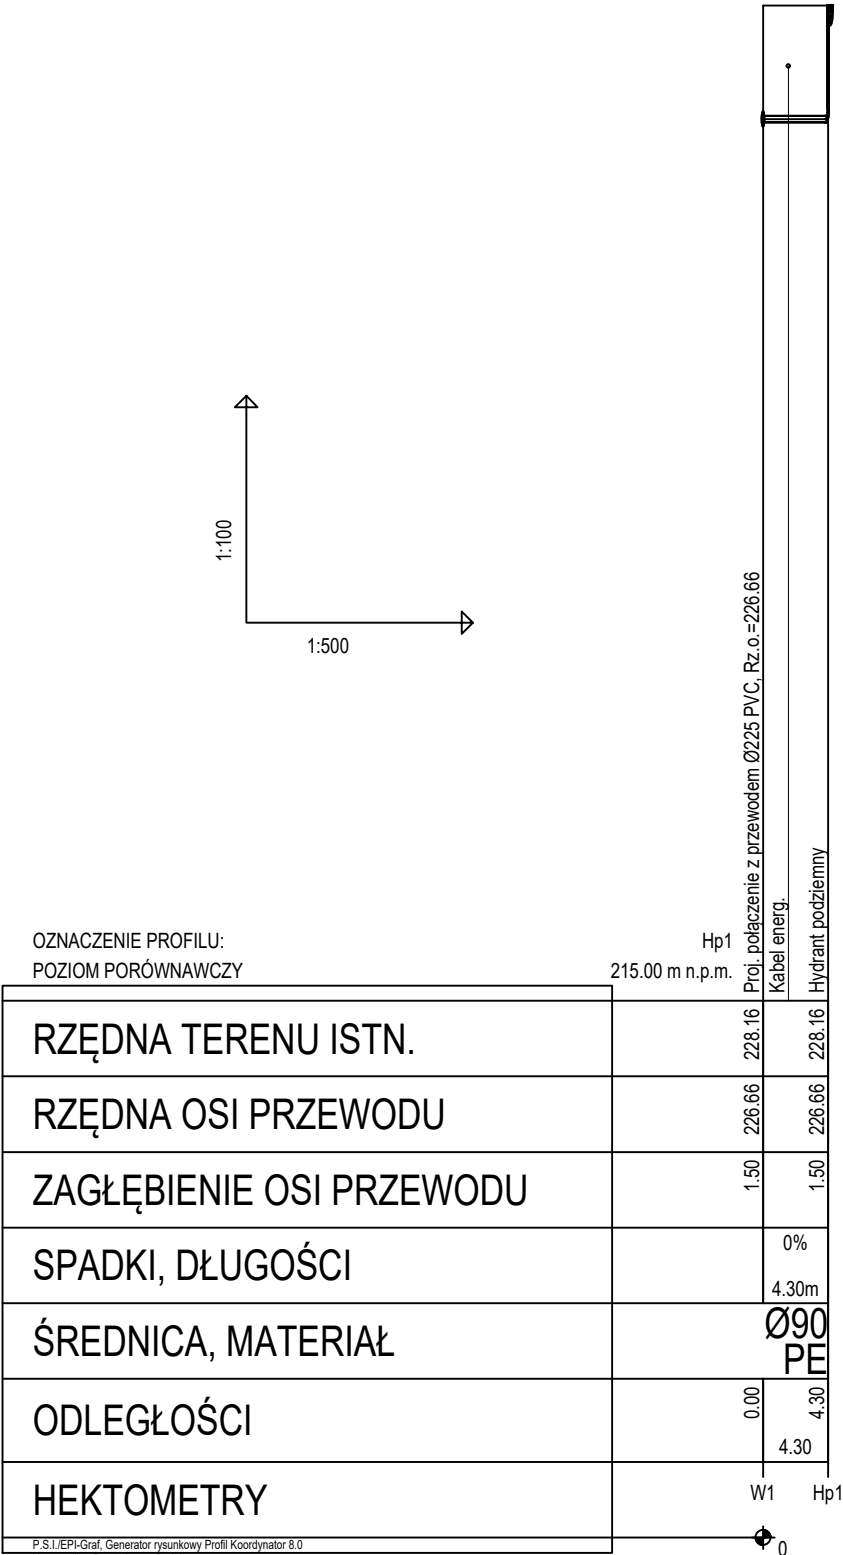 1:100
1:500
Proj. połączenie z przewodem Ø225 PVC, Rz.o.=226.66
Kabel energ.
Hydrant podziemny
OZNACZENIE PROFILU: Hp1
POZIOM PORÓWNAWCZY 215.00 m n.p.m.
RZĘDNA TERENU ISTN. 228.16 228.16
RZĘDNA OSI PRZEWODU 226.66 226.66
ZAGŁĘBIENIE OSI PRZEWODU 1.50 1.50
SPADKI, DŁUGOŚCI 0% 4.30m
ŚREDNICA, MATERIAŁ Ø90 PE
ODLEGŁOŚCI 0.00 4.30 4.30
HEKTOMETRY W1 Hp1
P.S.I./EPI-Graf, Generator rysunkowy Profil Koordynator 8.0 0